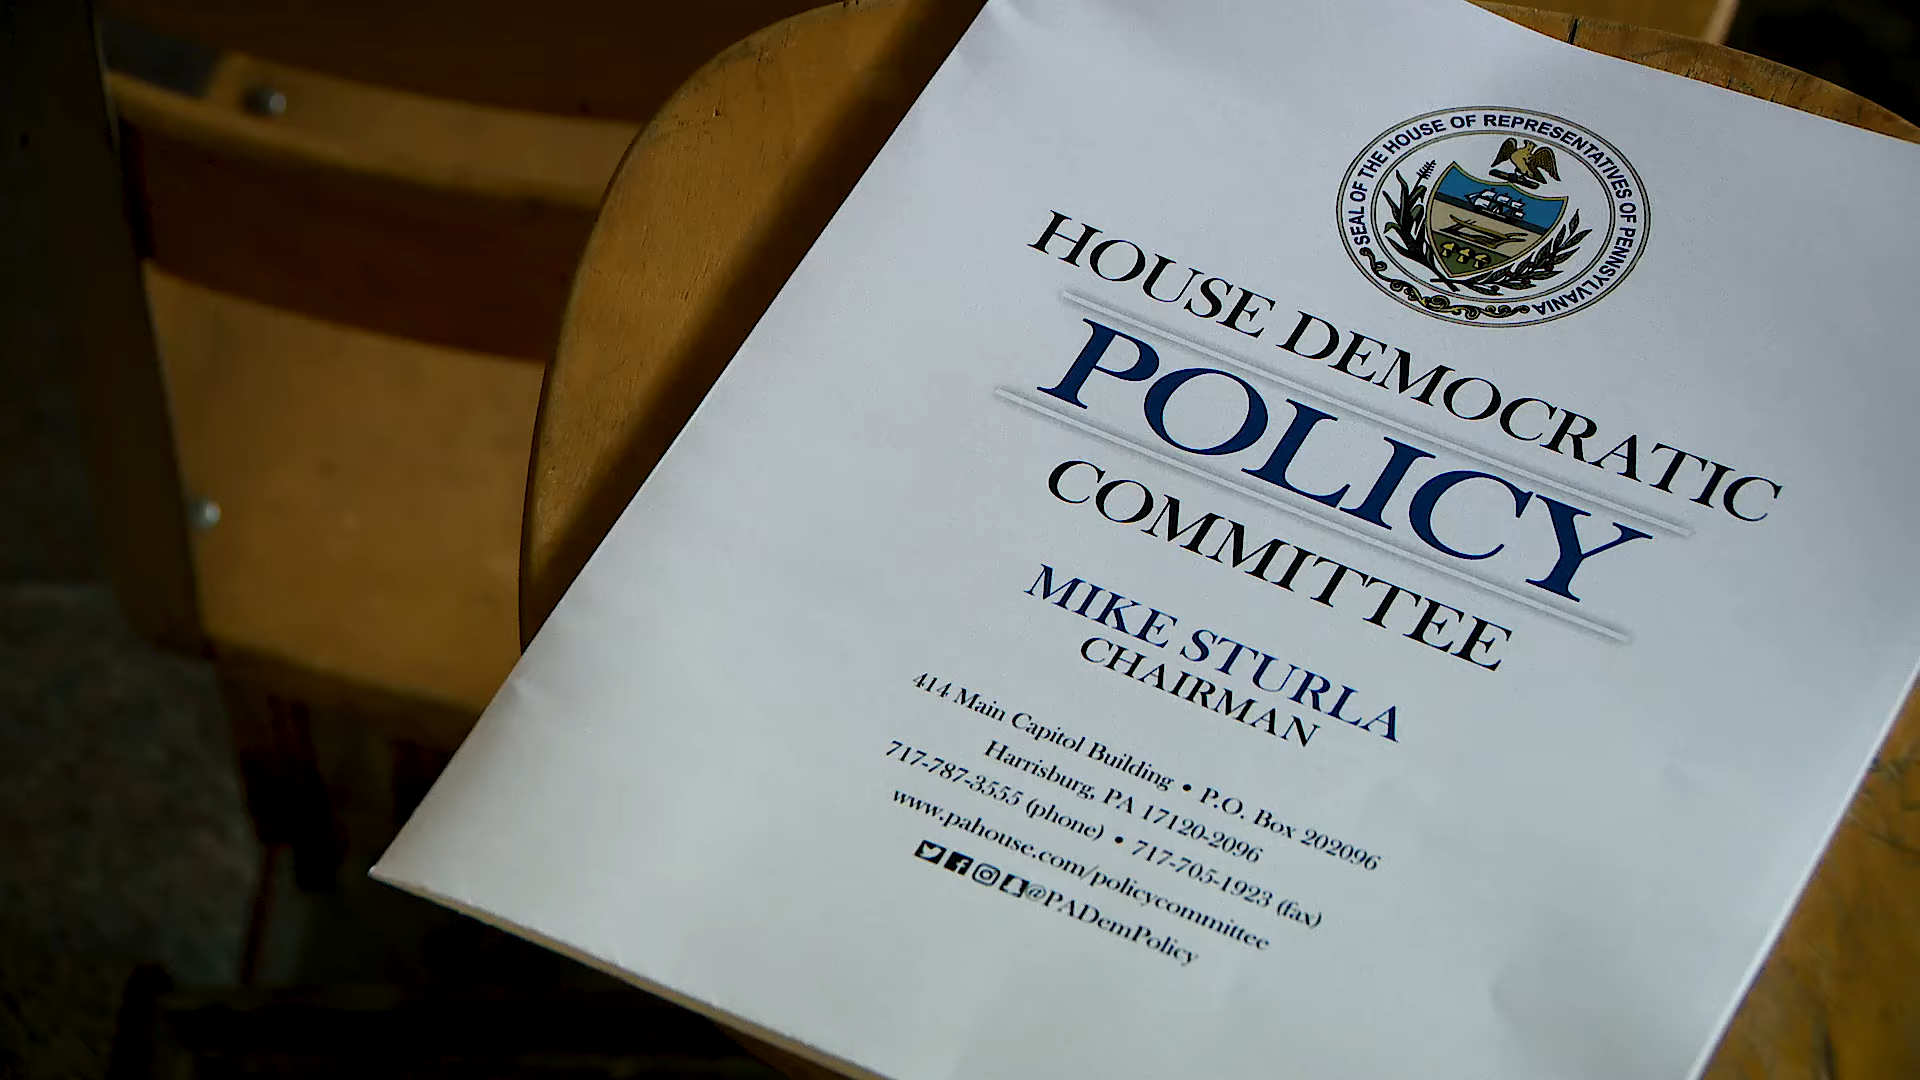 SEAL OF THE HOUSE OF REPRESENTATIVES OF PENNSYLVANIA
HOUSE DEMOCRATIC
POLICY
COMMITTEE
MIKE STURLA
CHAIRMAN
414 Main Capitol Building • P.O. Box 202096
Harrisburg, PA 17120-2096
717-787-3555 (phone) • 717-705-1923 (fax)
www.pahouse.com/policycommittee
@PADemPolicy